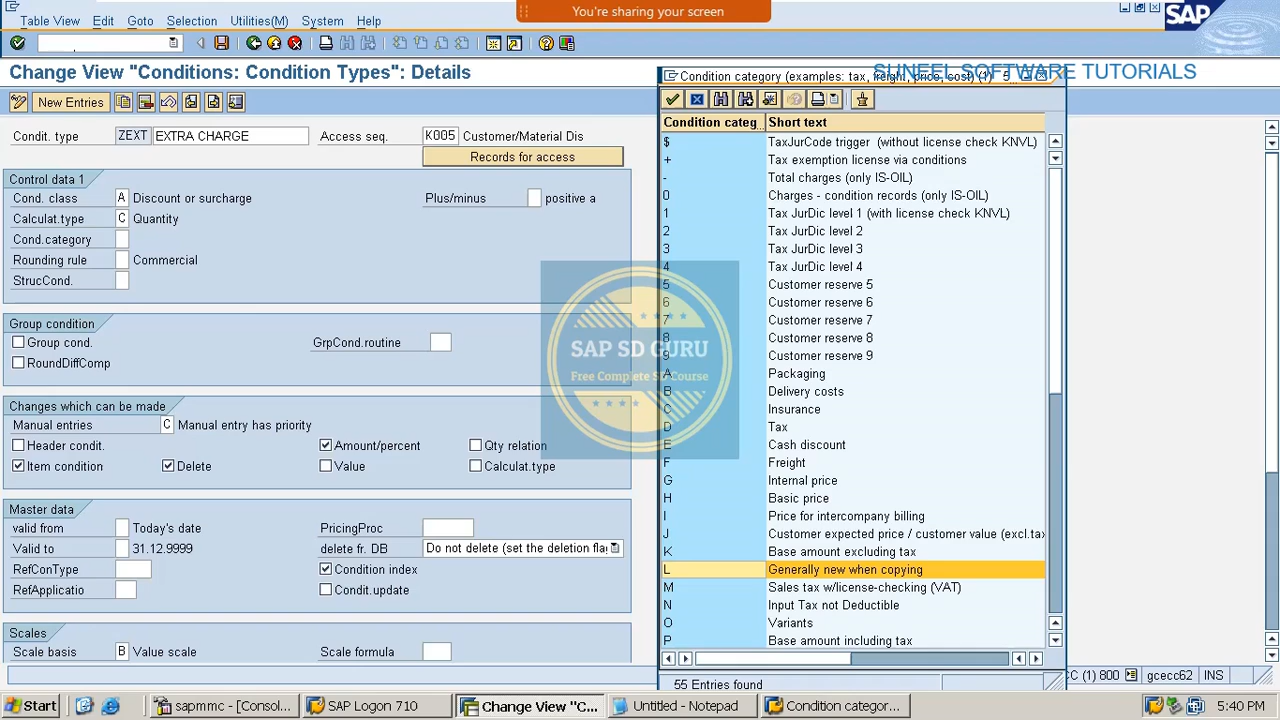 You're sharing your screen
Table View Edit Goto Selection Utilities(M) System Help
SAP
Change View "Conditions: Condition Types": Details
SUNEEL SOFTWARE TUTORIALS
New Entries
Condit. type ZEXT EXTRA CHARGE Access seq. K005 Customer/Material Dis
Records for access
Control data 1
Cond. class A Discount or surcharge Plus/minus positive a
Calculat.type C Quantity
Cond.category
Rounding rule Commercial
StrucCond.
Group condition
Group cond. GrpCond.routine
RoundDiffComp
Changes which can be made
Manual entries C Manual entry has priority
Header condit. Amount/percent Qty relation
Item condition Delete Value Calculat.type
Master data
valid from Today's date PricingProc
Valid to 31.12.9999 delete fr. DB Do not delete (set the deletion fla
RefConType Condition index
RefApplicatio Condit.update
Scales
Scale basis B Value scale Scale formula
Condition category (examples: tax, freight, price, cost) (1) 5
Condition categ.. Short text
$ TaxJurCode trigger (without license check KNVL)
+ Tax exemption license via conditions
- Total charges (only IS-OIL)
0 Charges - condition records (only IS-OIL)
1 Tax JurDic level 1 (with license check KNVL)
2 Tax JurDic level 2
3 Tax JurDic level 3
4 Tax JurDic level 4
5 Customer reserve 5
6 Customer reserve 6
7 Customer reserve 7
8 Customer reserve 8
9 Customer reserve 9
A Packaging
B Delivery costs
C Insurance
D Tax
E Cash discount
F Freight
G Internal price
H Basic price
I Price for intercompany billing
J Customer expected price / customer value (excl.tax
K Base amount excluding tax
L Generally new when copying
M Sales tax w/license-checking (VAT)
N Input Tax not Deductible
O Variants
P Base amount including tax
55 Entries found
SAP SD GURU
Free Complete SD Course
CC (1) 800 gcecc62 INS
Start sapmmc - [Consol... SAP Logon 710 Change View "C... Untitled - Notepad Condition categor... 5:40 PM